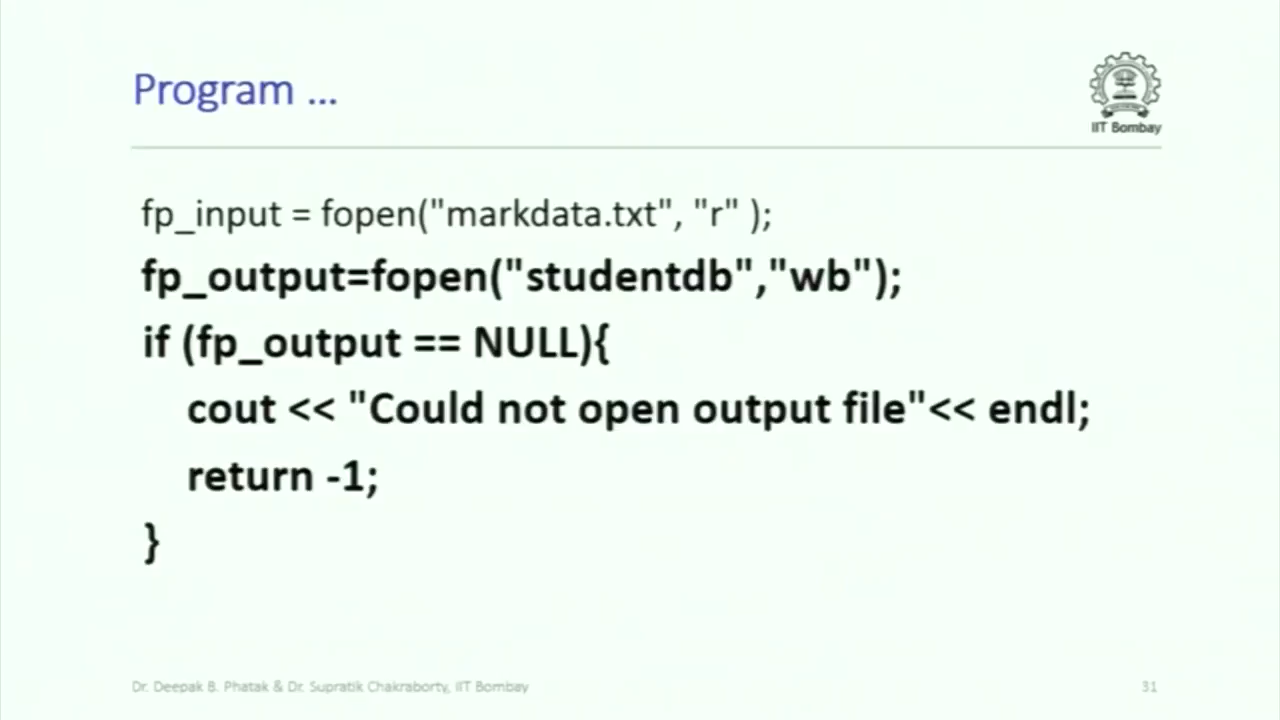 Program ...
IIT Bombay
fp_input = fopen("markdata.txt", "r" );
fp_output=fopen("studentdb","wb");
if (fp_output == NULL){
cout << "Could not open output file"<< endl;
return -1;
}
Dr. Deepak B. Phatak & Dr. Supratik Chakraborty, IIT Bombay
31